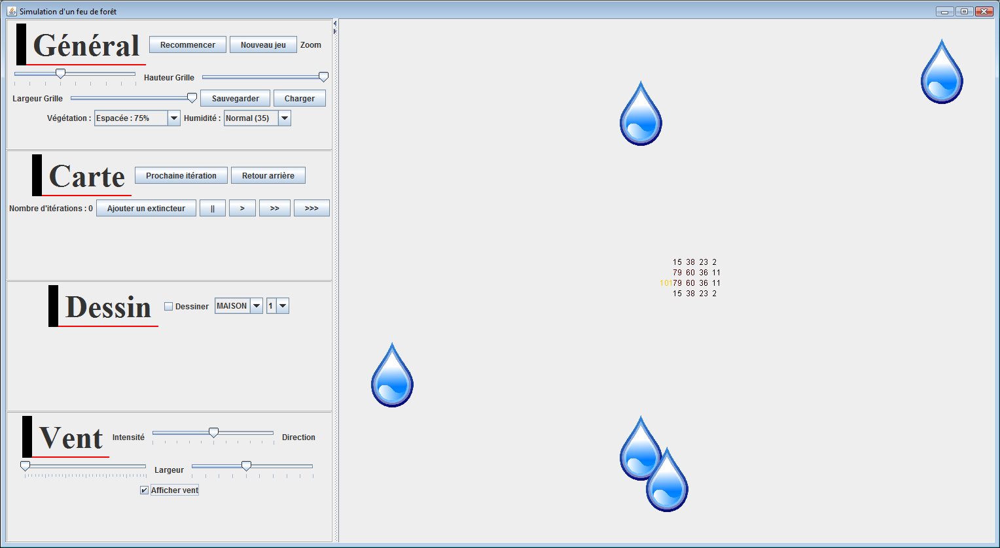 Simulation d'un feu de forêt
Général Recommencer Nouveau jeu Zoom
Hauteur Grille
Largeur Grille Sauvegarder Charger
Végétation : Espacée : 75% Humidité : Normal (35)
Carte Prochaine itération Retour arrière
Nombre d'itérations : 0 Ajouter un extincteur || > >> >>>
Dessin Dessiner MAISON 1
Vent Intensité Direction
Largeur
Afficher vent
15 38 23 2
79 60 36 11
101 79 60 36 11
15 38 23 2